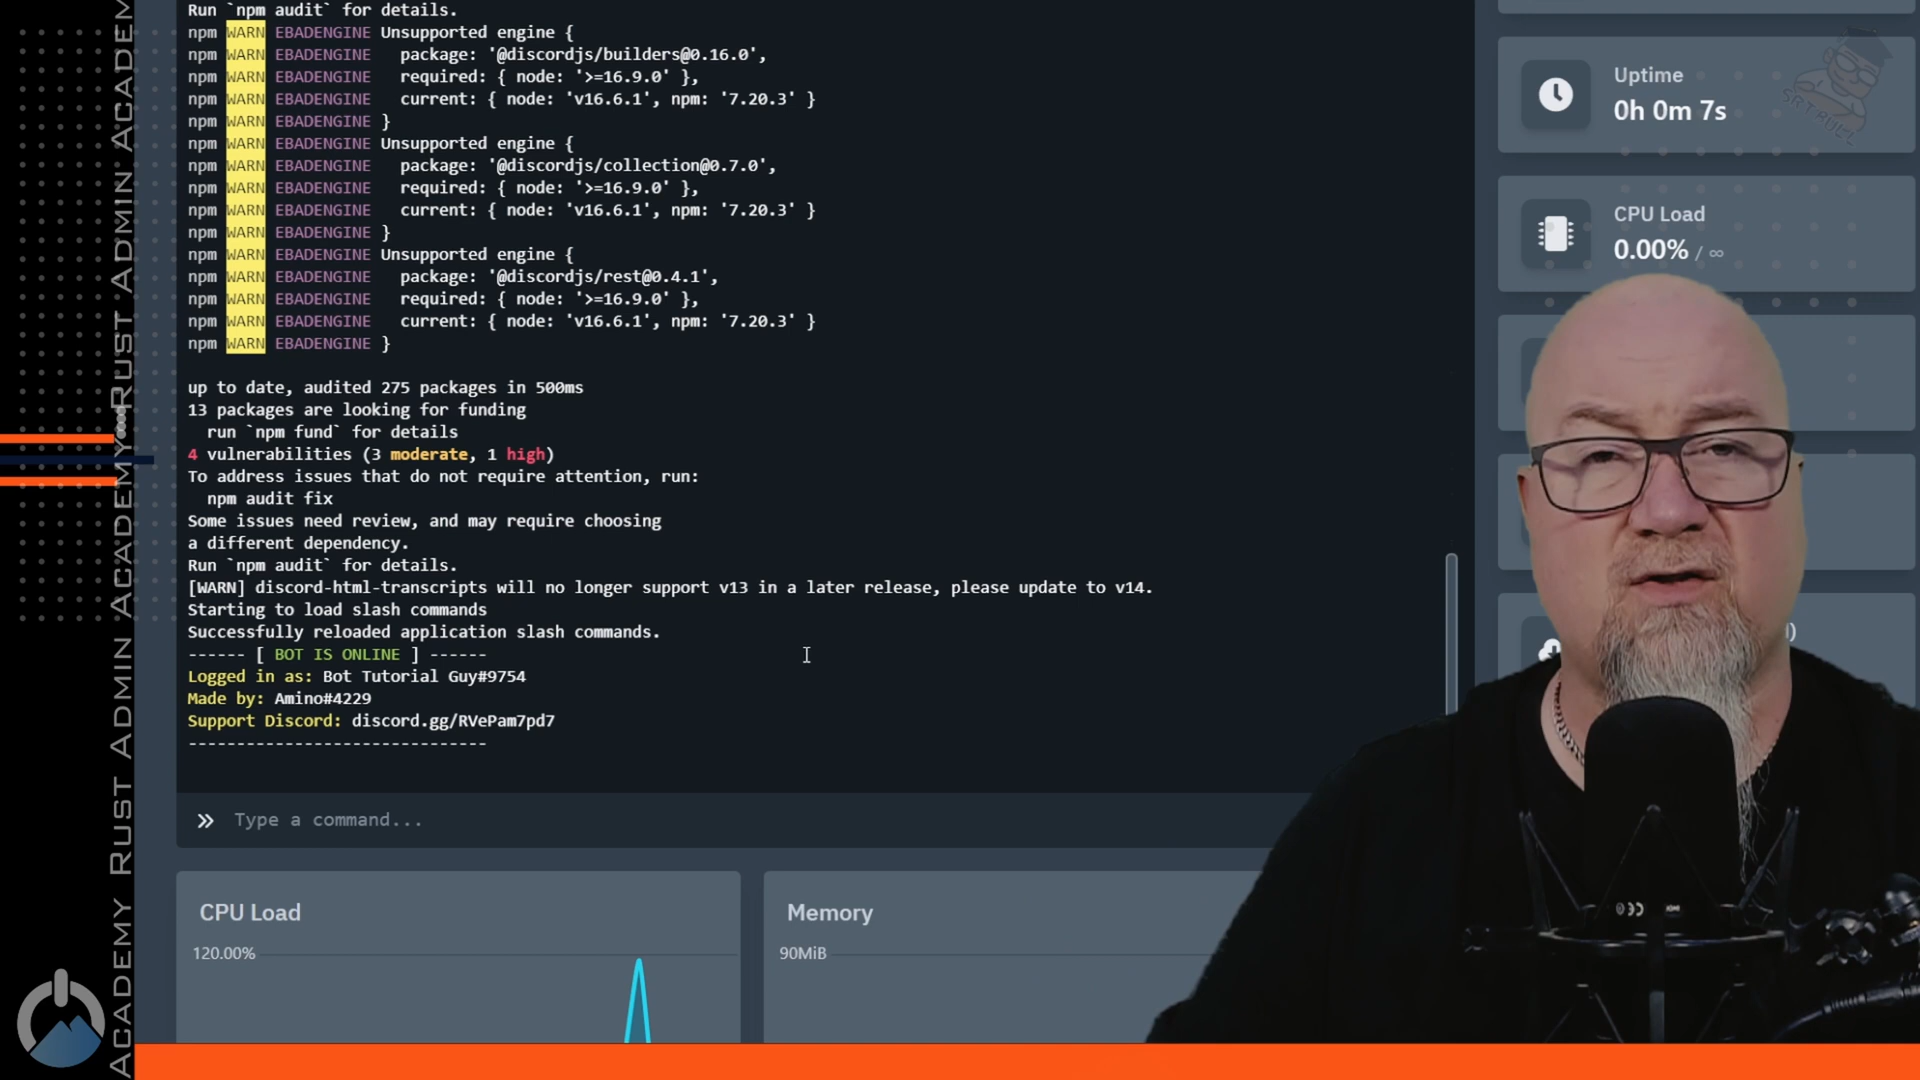 Run `npm audit` for details.
npm WARN EBADENGINE Unsupported engine {
npm WARN EBADENGINE   package: '@discordjs/builders@0.16.0',
npm WARN EBADENGINE   required: { node: '>=16.9.0' },
npm WARN EBADENGINE   current: { node: 'v16.6.1', npm: '7.20.3' }
npm WARN EBADENGINE }
npm WARN EBADENGINE Unsupported engine {
npm WARN EBADENGINE   package: '@discordjs/collection@0.7.0',
npm WARN EBADENGINE   required: { node: '>=16.9.0' },
npm WARN EBADENGINE   current: { node: 'v16.6.1', npm: '7.20.3' }
npm WARN EBADENGINE }
npm WARN EBADENGINE Unsupported engine {
npm WARN EBADENGINE   package: '@discordjs/rest@0.4.1',
npm WARN EBADENGINE   required: { node: '>=16.9.0' },
npm WARN EBADENGINE   current: { node: 'v16.6.1', npm: '7.20.3' }
npm WARN EBADENGINE }
up to date, audited 275 packages in 500ms
13 packages are looking for funding
  run `npm fund` for details
4 vulnerabilities (3 moderate, 1 high)
To address issues that do not require attention, run:
  npm audit fix
Some issues need review, and may require choosing
a different dependency.
Run `npm audit` for details.
[WARN] discord-html-transcripts will no longer support v13 in a later release, please update to v14.
Starting to load slash commands
Successfully reloaded application slash commands.
------ [ BOT IS ONLINE ] ------
Logged in as: Bot Tutorial Guy#9754
Made by: Amino#4229
Support Discord: discord.gg/RVePam7pd7
-------------------------------
» Type a command...
CPU Load
120.00%
Memory
90MiB
Uptime
0h 0m 7s
CPU Load
0.00% / ∞
SRTBULL
ACADEMY RUST ADMIN ACADEMY RUST ADMIN ACADEM